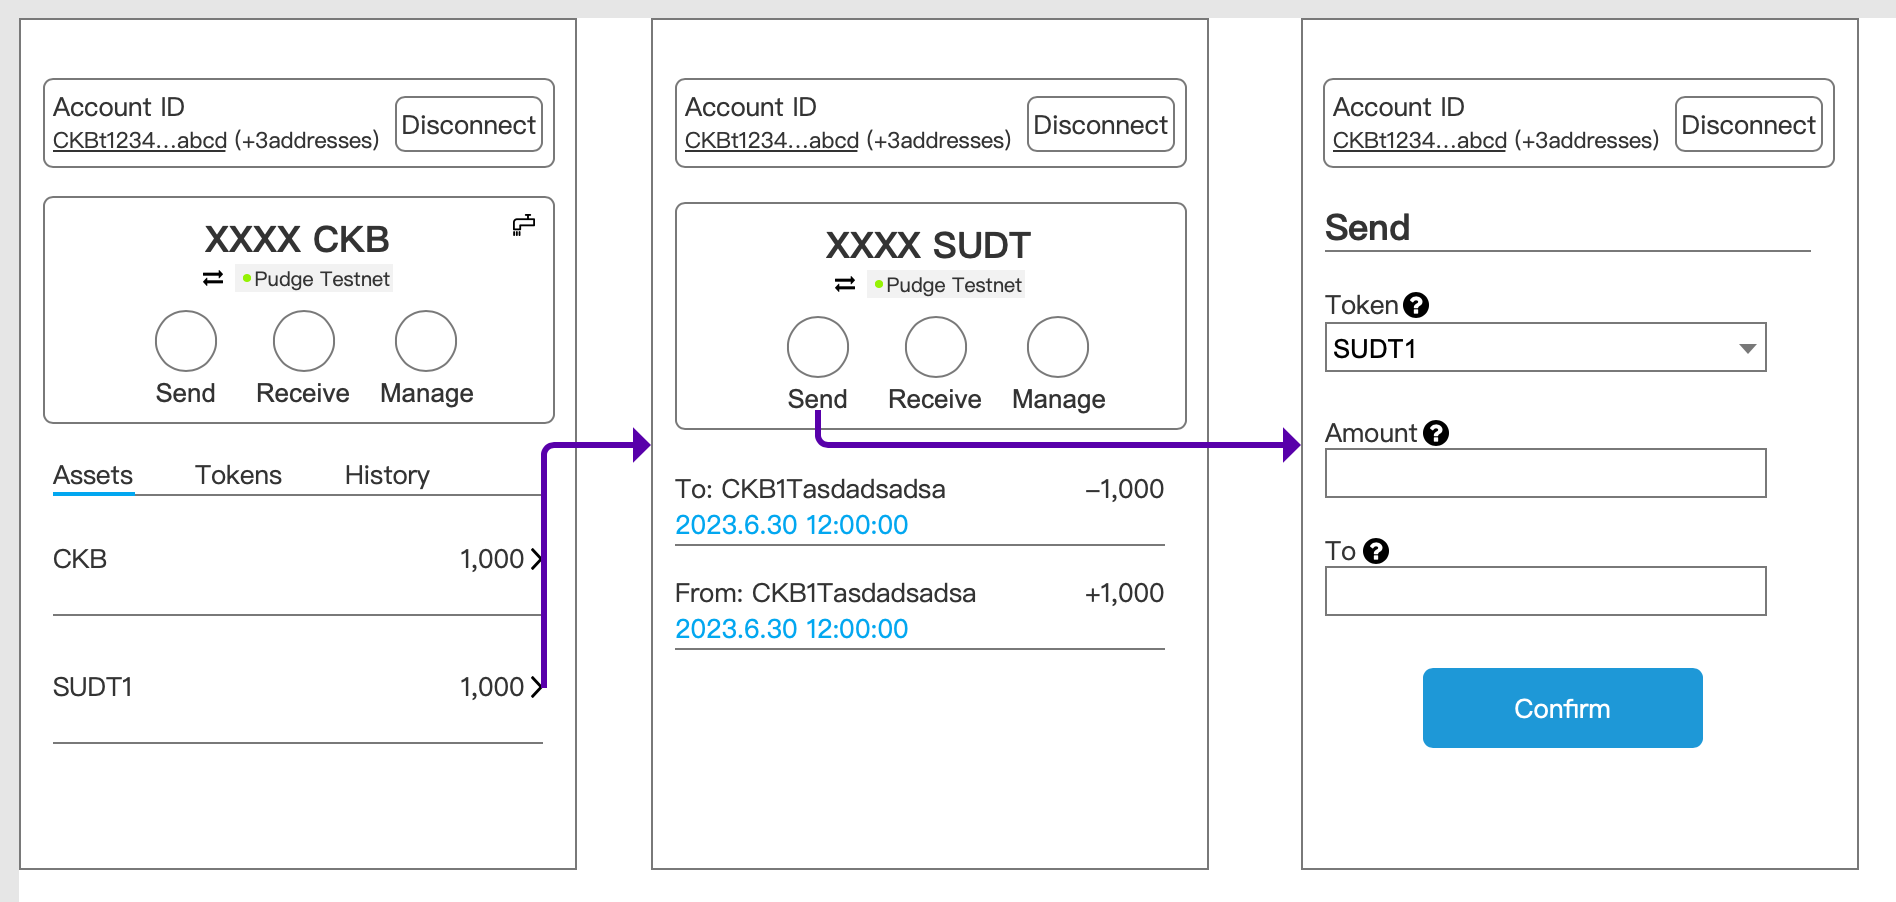 Account ID
CKBt1234...abcd (+3addresses)
Disconnect
XXXX CKB
Pudge Testnet
Send Receive Manage
Assets Tokens History
CKB 1,000
SUDT1 1,000
Account ID
CKBt1234...abcd (+3addresses)
Disconnect
XXXX SUDT
Pudge Testnet
Send Receive Manage
To: CKB1Tasdadsadsa -1,000
2023.6.30 12:00:00
From: CKB1Tasdadsadsa +1,000
2023.6.30 12:00:00
Account ID
CKBt1234...abcd (+3addresses)
Disconnect
Send
Token ?
SUDT1
Amount ?
To ?
Confirm